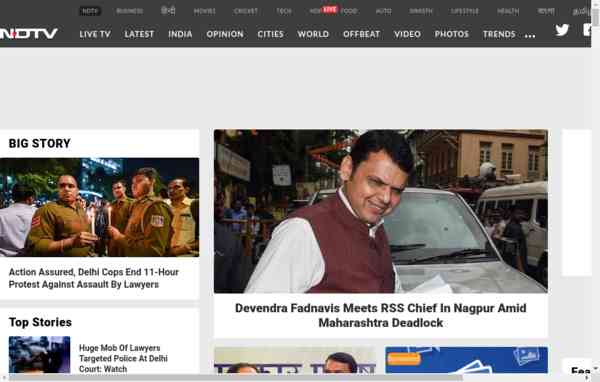 NDTV BUSINESS हिन्दी MOVIES CRICKET TECH LIVE FOOD AUTO SWASTH LIFESTYLE HEALTH বাংলা
NDTV LIVE TV LATEST INDIA OPINION CITIES WORLD OFFBEAT VIDEO PHOTOS TRENDS ...
BIG STORY
Action Assured, Delhi Cops End 11-Hour
Protest Against Assault By Lawyers
Devendra Fadnavis Meets RSS Chief In Nagpur Amid
Maharashtra Deadlock
Top Stories
Huge Mob Of Lawyers
Targeted Police At Delhi
Court: Watch
Sponsored